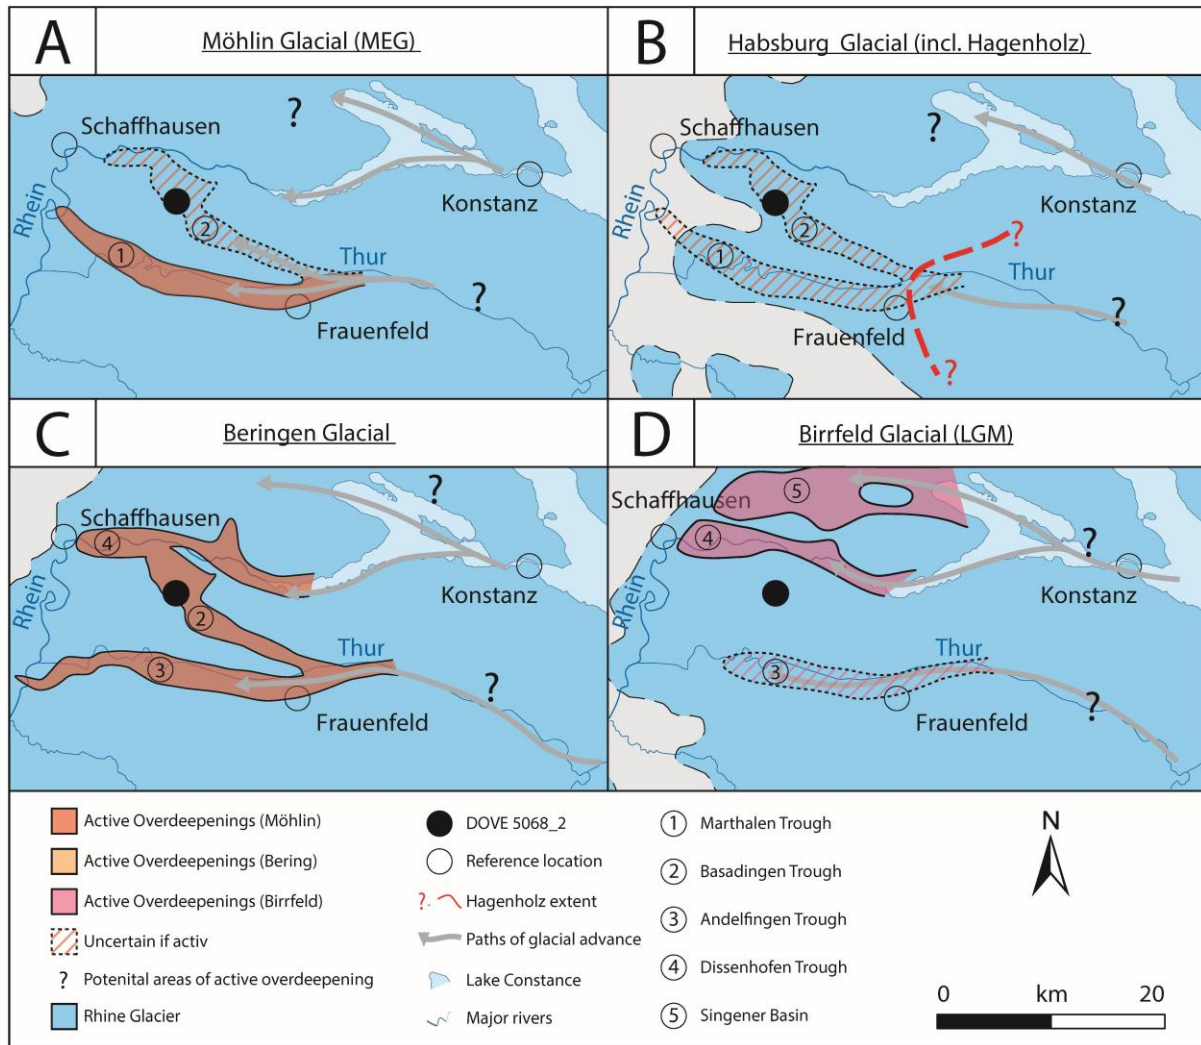 A
Möhlin Glacial (MEG)
?
Schaffhausen
Konstanz
Rhein
2
1
Thur
?
Frauenfeld
B
Habsburg Glacial (incl. Hagenholz)
?
Schaffhausen
Konstanz
Rhein
2
?
1
Thur
?
Frauenfeld
?
C
Beringen Glacial
?
Schaffhausen
4
Konstanz
Rhein
2
Thur
3
?
Frauenfeld
D
Birrfeld Glacial (LGM)
5
Schaffhausen
4
?
Konstanz
Rhein
Thur
3
?
Frauenfeld
Active Overdeepenings (Möhlin)
Active Overdeepenings (Bering)
Active Overdeepenings (Birrfeld)
Uncertain if activ
? Potenital areas of active overdeepening
Rhine Glacier
DOVE 5068_2
Reference location
? Hagenholz extent
Paths of glacial advance
Lake Constance
Major rivers
1 Marthalen Trough
2 Basadingen Trough
3 Andelfingen Trough
4 Dissenhofen Trough
5 Singener Basin
N
0 km 20